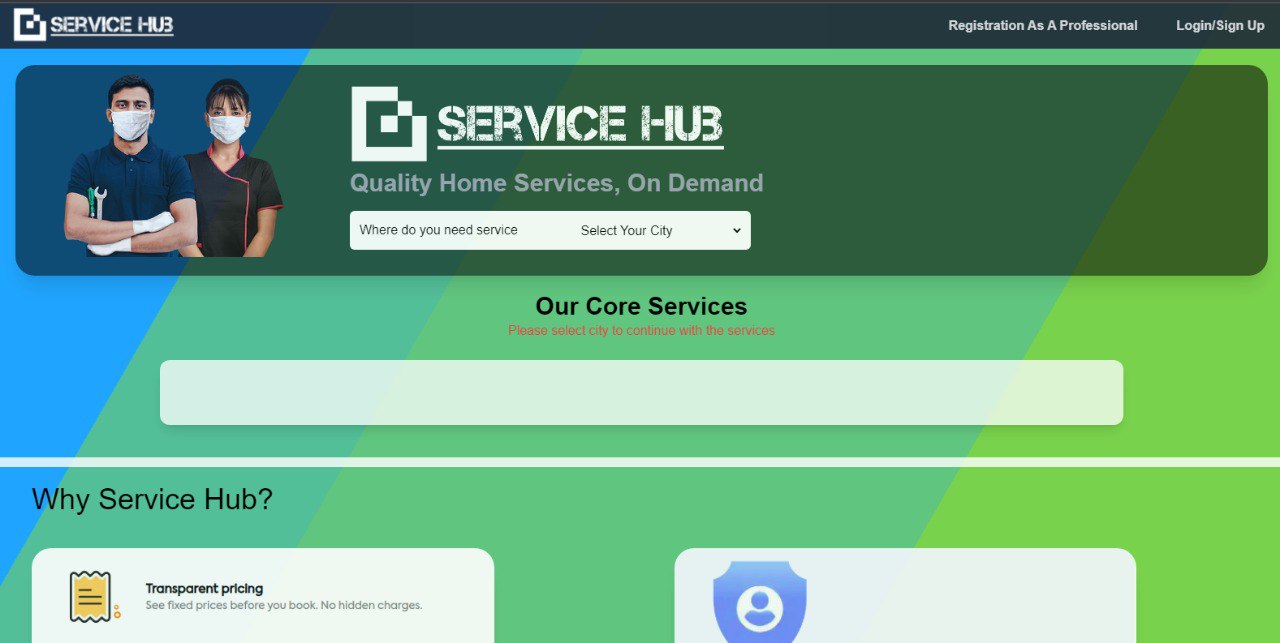 SERVICE HUB
Registration As A Professional
Login/Sign Up
SERVICE HUB
Quality Home Services, On Demand
Where do you need service
Select Your City
Our Core Services
Please select city to continue with the services
Why Service Hub?
Transparent pricing
See fixed prices before you book. No hidden charges.